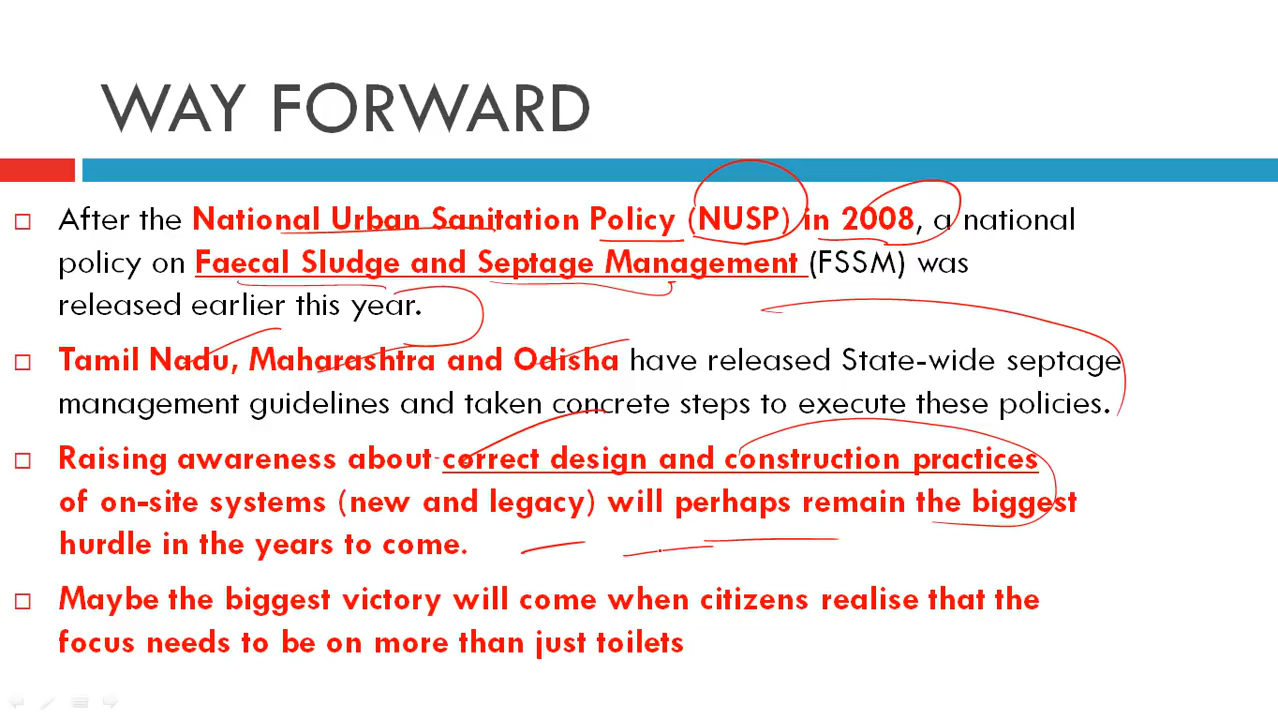 WAY FORWARD
After the National Urban Sanitation Policy (NUSP) in 2008, a national
policy on Faecal Sludge and Septage Management (FSSM) was
released earlier this year.
Tamil Nadu, Maharashtra and Odisha have released State-wide septage
management guidelines and taken concrete steps to execute these policies.
Raising awareness about correct design and construction practices
of on-site systems (new and legacy) will perhaps remain the biggest
hurdle in the years to come.
Maybe the biggest victory will come when citizens realise that the
focus needs to be on more than just toilets